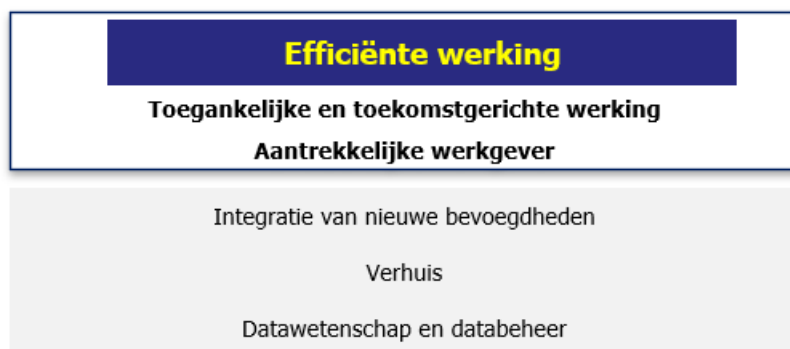 Efficiënte werking
Toegankelijke en toekomstgerichte werking
Aantrekkelijke werkgever
Integratie van nieuwe bevoegdheden
Verhuis
Datawetenschap en databeheer